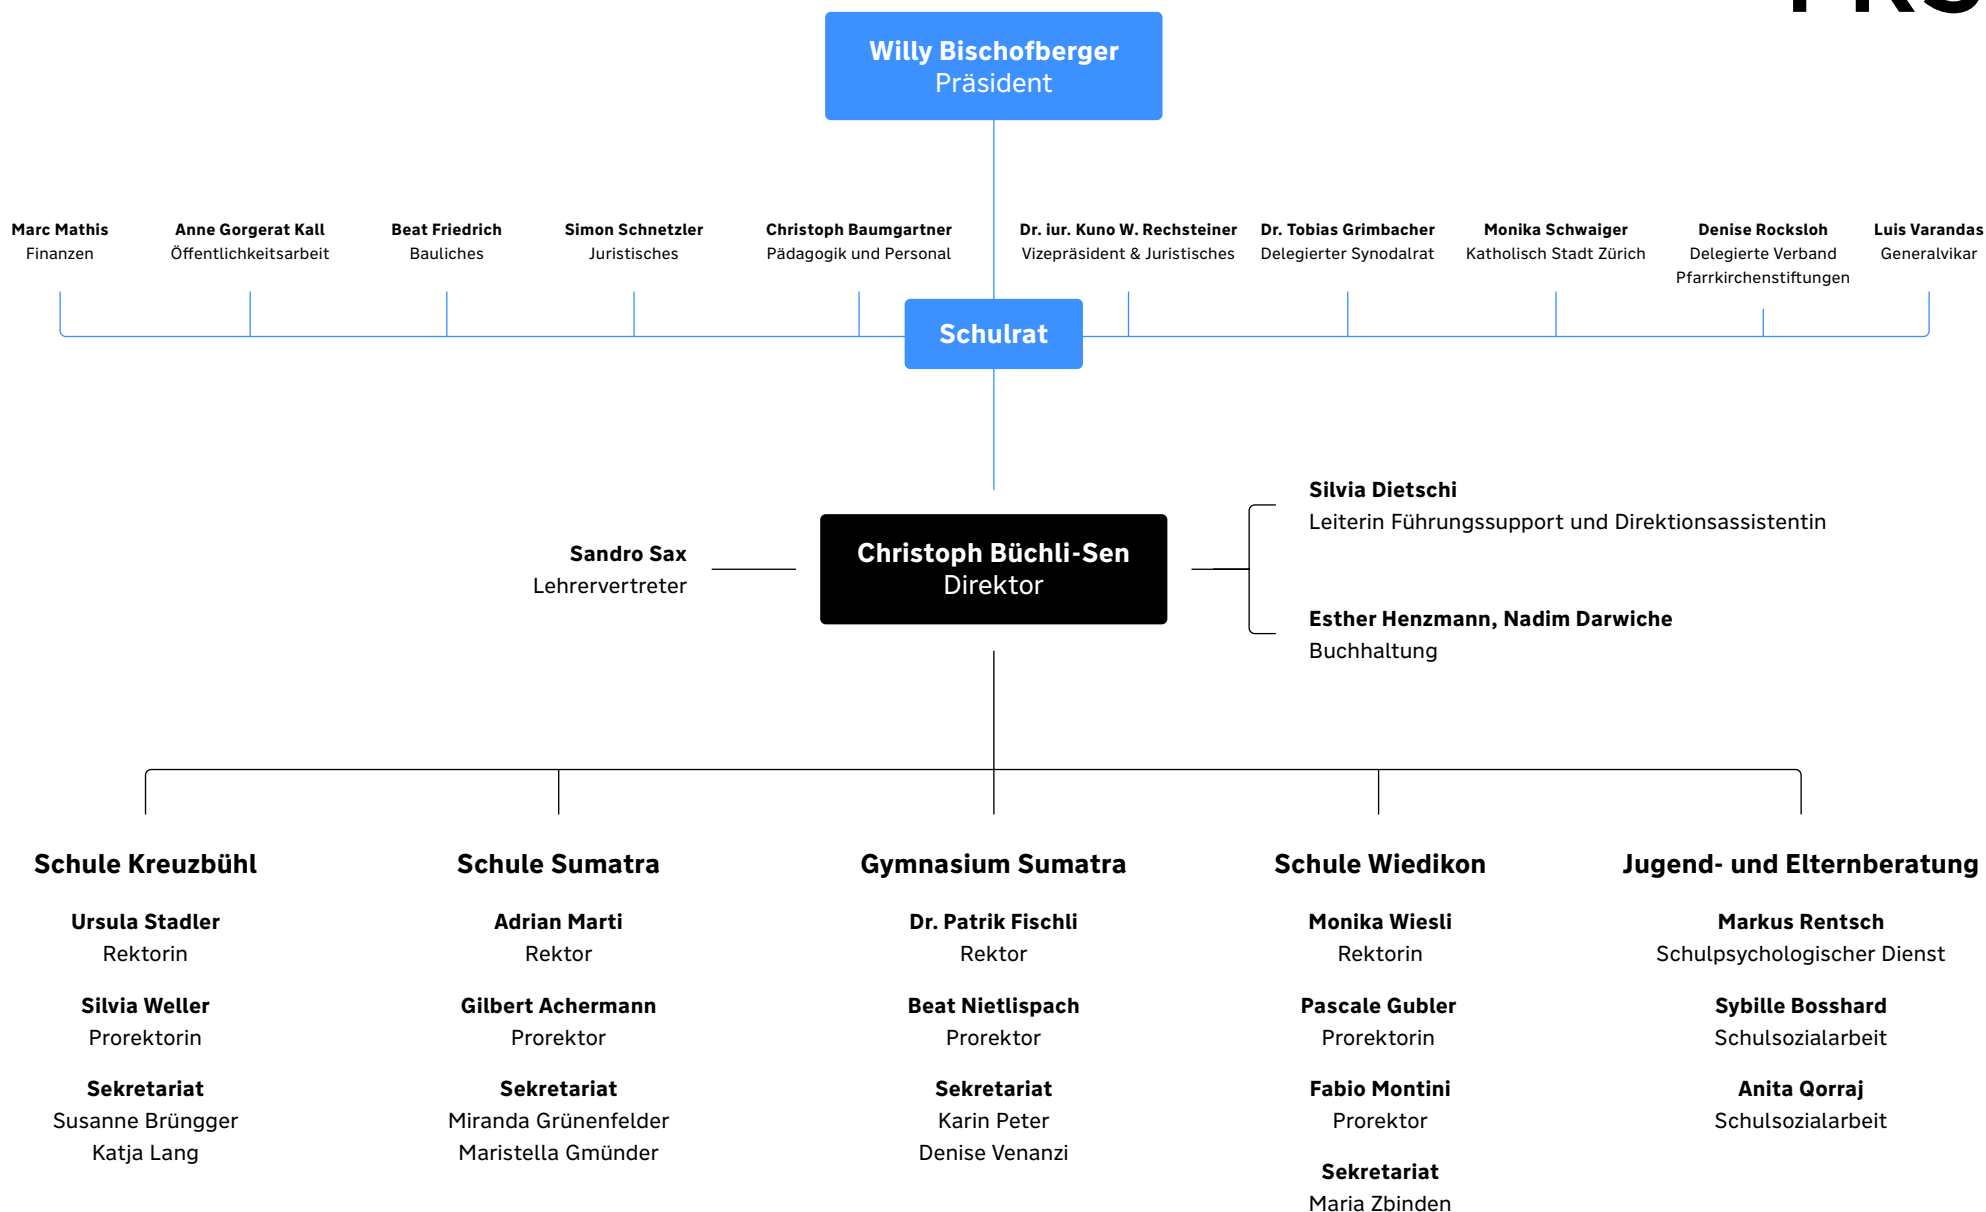 Willy Bischofberger
Präsident
Marc Mathis
Finanzen
Anne Gorgerat Kall
Öffentlichkeitsarbeit
Beat Friedrich
Bauliches
Simon Schnetzler
Juristisches
Christoph Baumgartner
Pädagogik und Personal
Dr. iur. Kuno W. Rechsteiner
Vizepräsident & Juristisches
Dr. Tobias Grimbacher
Delegierter Synodalrat
Monika Schwaiger
Katholisch Stadt Zürich
Denise Rocksloh
Delegierte Verband
Pfarrkirchenstiftungen
Luis Varandas
Generalvikar
Schulrat
Sandro Sax
Lehrervertreter
Christoph Büchli-Sen
Direktor
Silvia Dietschi
Leiterin Führungssupport und Direktionsassistentin
Esther Henzmann, Nadim Darwiche
Buchhaltung
Schule Kreuzbühl
Ursula Stadler
Rektorin
Silvia Weller
Prorektorin
Sekretariat
Susanne Brüngger
Katja Lang
Schule Sumatra
Adrian Marti
Rektor
Gilbert Achermann
Prorektor
Sekretariat
Miranda Grünenfelder
Maristella Gmünder
Gymnasium Sumatra
Dr. Patrik Fischli
Rektor
Beat Nietlispach
Prorektor
Sekretariat
Karin Peter
Denise Venanzi
Schule Wiedikon
Monika Wiesli
Rektorin
Pascale Gubler
Prorektorin
Fabio Montini
Prorektor
Sekretariat
Maria Zbinden
Jugend- und Elternberatung
Markus Rentsch
Schulpsychologischer Dienst
Sybille Bosshard
Schulsozialarbeit
Anita Qorraj
Schulsozialarbeit